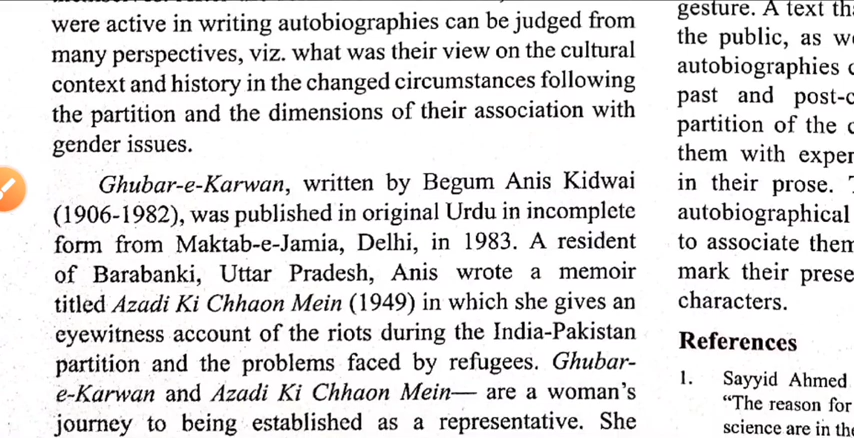 were active in writing autobiographies can be judged from
many perspectives, viz. what was their view on the cultural
context and history in the changed circumstances following
the partition and the dimensions of their association with
gender issues.
Ghubar-e-Karwan, written by Begum Anis Kidwai
(1906-1982), was published in original Urdu in incomplete
form from Maktab-e-Jamia, Delhi, in 1983. A resident
of Barabanki, Uttar Pradesh, Anis wrote a memoir
titled Azadi Ki Chhaon Mein (1949) in which she gives an
eyewitness account of the riots during the India-Pakistan
partition and the problems faced by refugees. Ghubar-
e-Karwan and Azadi Ki Chhaon Mein— are a woman's
journey to being established as a representative. She
gesture. A text
the public, as
autobiographies
past and post-
partition of the
them with
in their prose.
autobiographical
to associate
mark their
characters.
References
1. Sayyid Ahmed
“The reason for
science are in